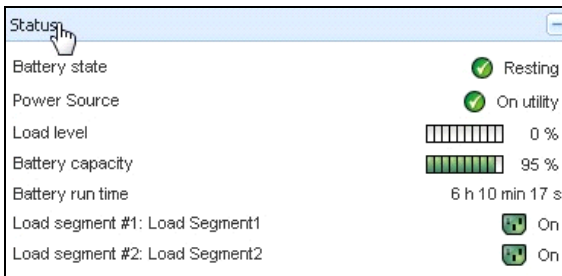 Status
Battery state Resting
Power Source On utility
Load level 0 %
Battery capacity 95 %
Battery run time 6 h 10 min 17 s
Load segment #1: Load Segment1 On
Load segment #2: Load Segment2 On